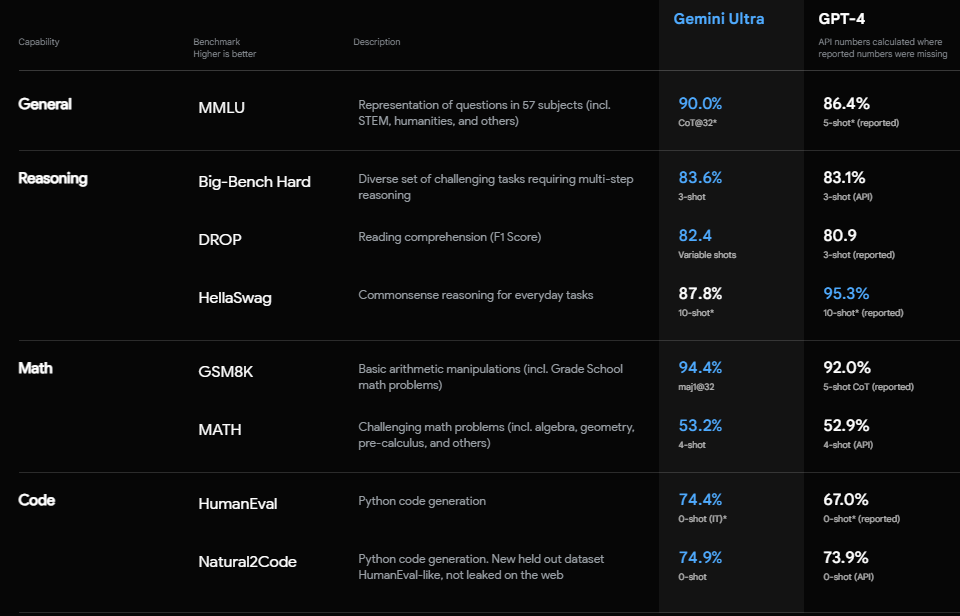 Gemini Ultra GPT-4
Capability Benchmark Description API numbers calculated where
Higher is better reported numbers were missing
General MMLU Representation of questions in 57 subjects (incl. 90.0% 86.4%
STEM, humanities, and others) CoT@32* 5-shot* (reported)
Reasoning Big-Bench Hard Diverse set of challenging tasks requiring multi-step 83.6% 83.1%
reasoning 3-shot 3-shot (API)
DROP Reading comprehension (F1 Score) 82.4 80.9
Variable shots 3-shot (reported)
HellaSwag Commonsense reasoning for everyday tasks 87.8% 95.3%
10-shot* 10-shot* (reported)
Math GSM8K Basic arithmetic manipulations (incl. Grade School 94.4% 92.0%
math problems) maj1@32 5-shot CoT (reported)
MATH Challenging math problems (incl. algebra, geometry, 53.2% 52.9%
pre-calculus, and others) 4-shot 4-shot (API)
Code HumanEval Python code generation 74.4% 67.0%
0-shot (IT)* 0-shot* (reported)
Natural2Code Python code generation. New held out dataset 74.9% 73.9%
HumanEval-like, not leaked on the web 0-shot 0-shot (API)